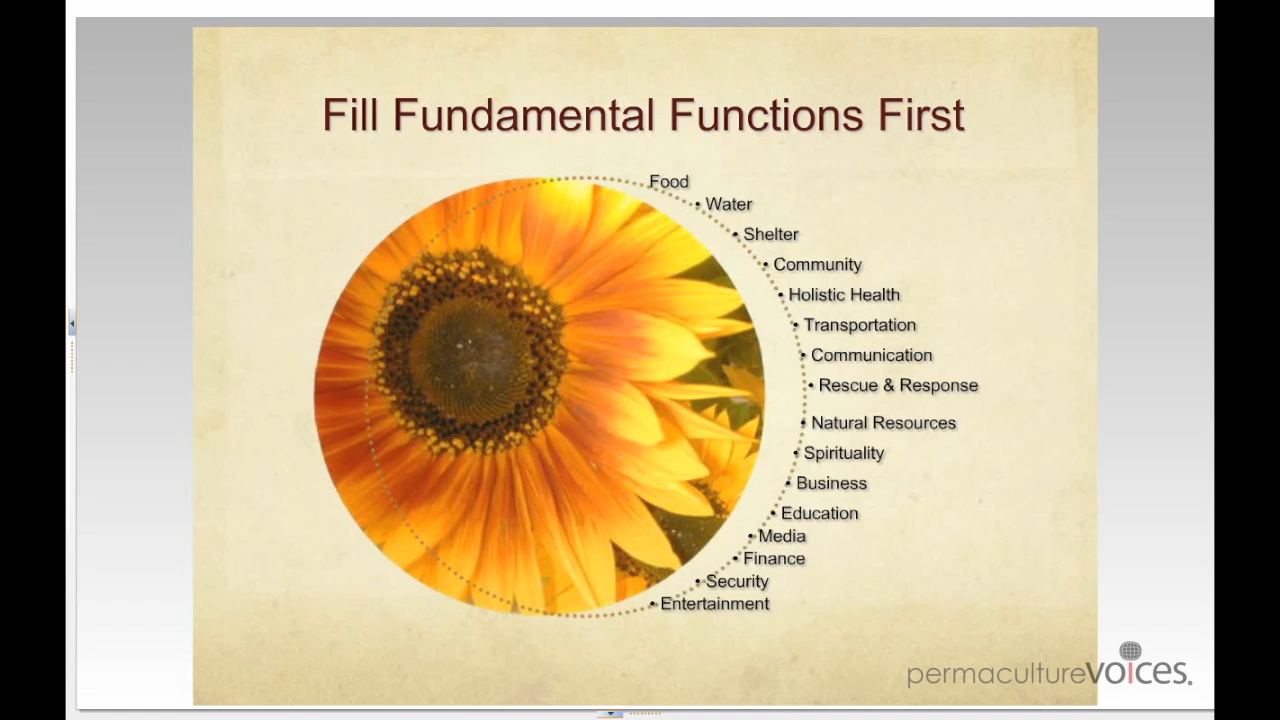 Fill Fundamental Functions First
Food
• Water
• Shelter
• Community
• Holistic Health
• Transportation
• Communication
• Rescue & Response
• Natural Resources
• Spirituality
• Business
• Education
• Media
• Finance
• Security
• Entertainment
permaculturevoices.